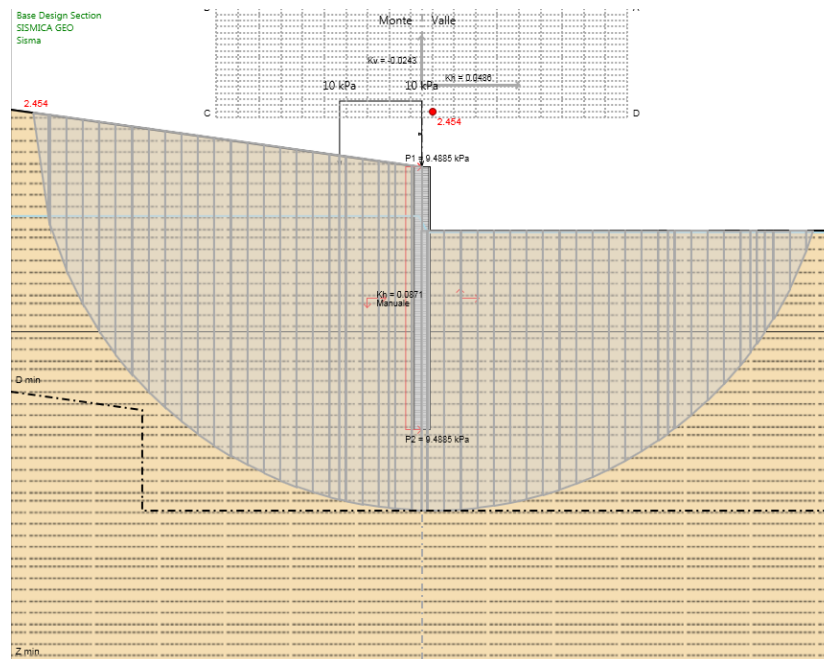 Base Design Section
SISMICA GEO
Sisma
Monte
Valle
Kv = -0.0243
Kh = 0.0486
10 kPa
10 kPa
C
D
2.454
2.454
P1 = 9.4885 kPa
Kh = 0.0871
Manuale
D min
P2 = 9.4885 kPa
Z min